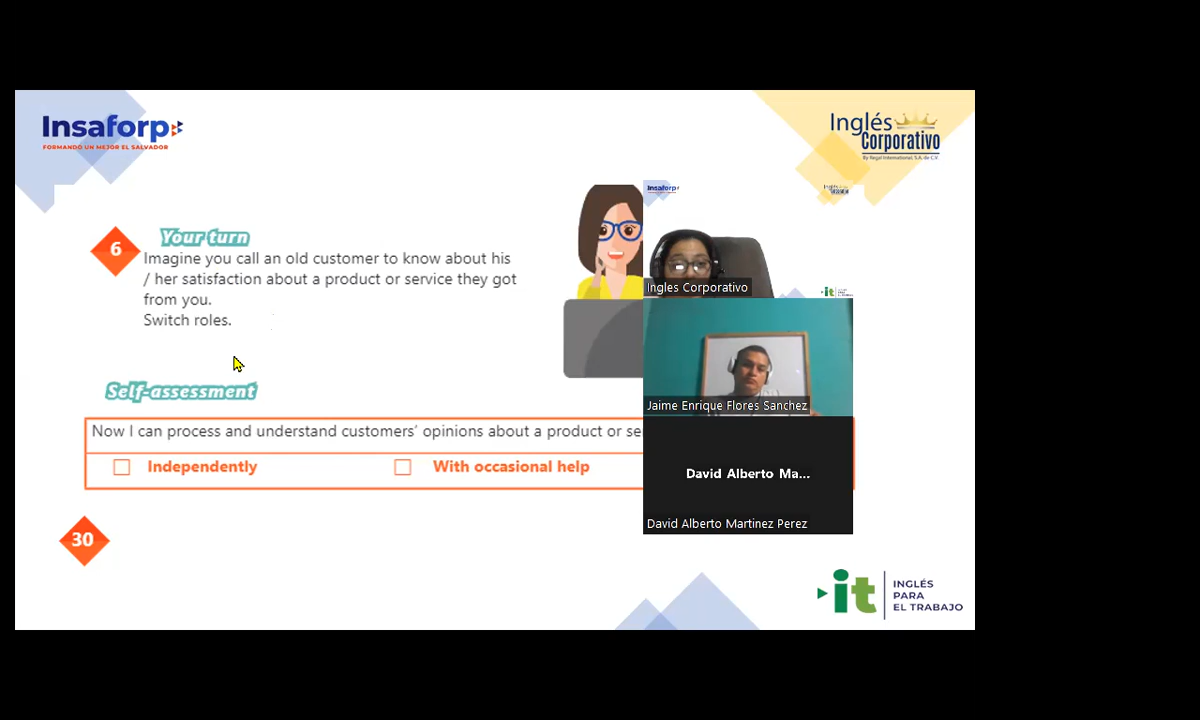 Insaforp
FORMANDO UN MEJOR EL SALVADOR
Inglés
Corporativo
By Regal International, S.A. de C.V.
6
Your turn
Imagine you call an old customer to know about his
/ her satisfaction about a product or service they got
from you.
Switch roles.
Insaforp
Ingles Corporativo
it
Jaime Enrique Flores Sanchez
Self-assessment
Now I can process and understand customers' opinions about a product or se
Independently
With occasional help
David Alberto Ma...
David Alberto Martinez Perez
30
it
INGLÉS
PARA
EL TRABAJO